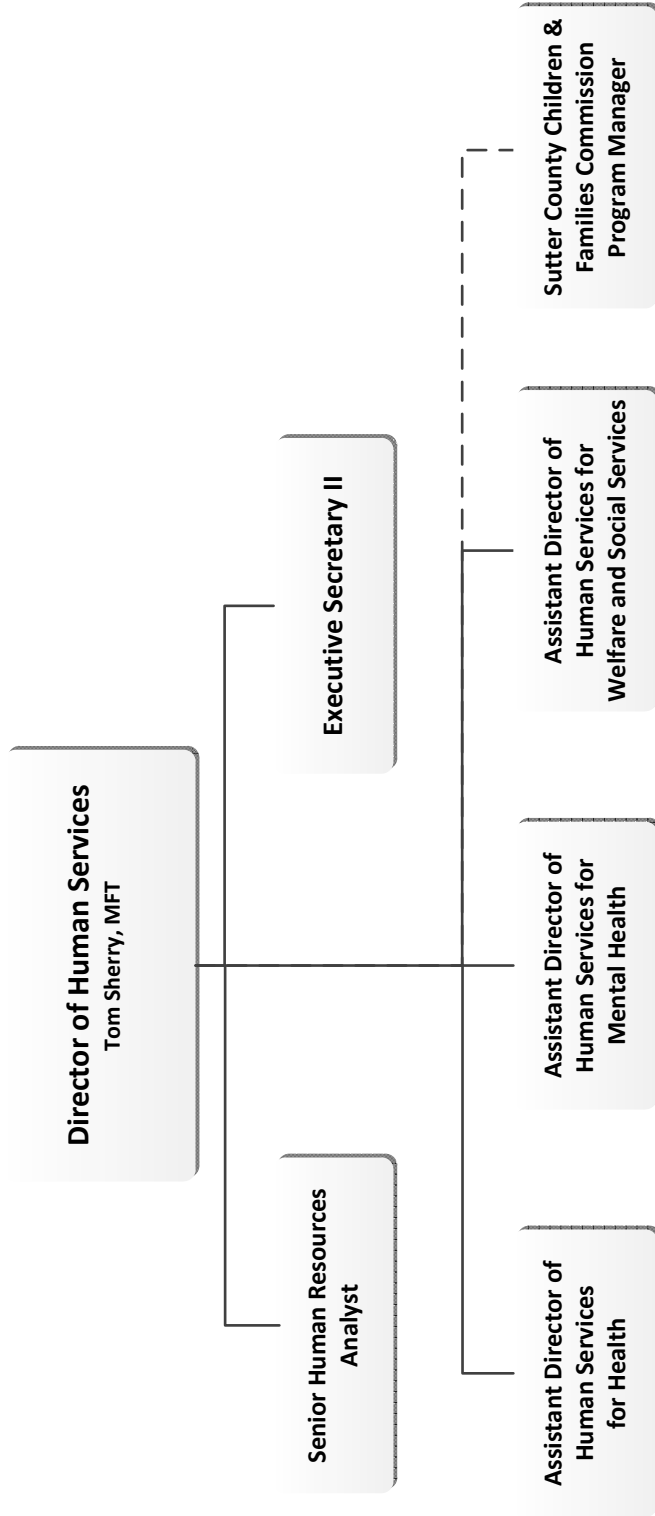 Director of Human Services
Tom Sherry, MFT
Senior Human Resources
Analyst
Executive Secretary II
Assistant Director of
Human Services
for Health
Assistant Director of
Human Services for
Mental Health
Assistant Director of
Human Services for
Welfare and Social Services
Sutter County Children &
Families Commission
Program Manager